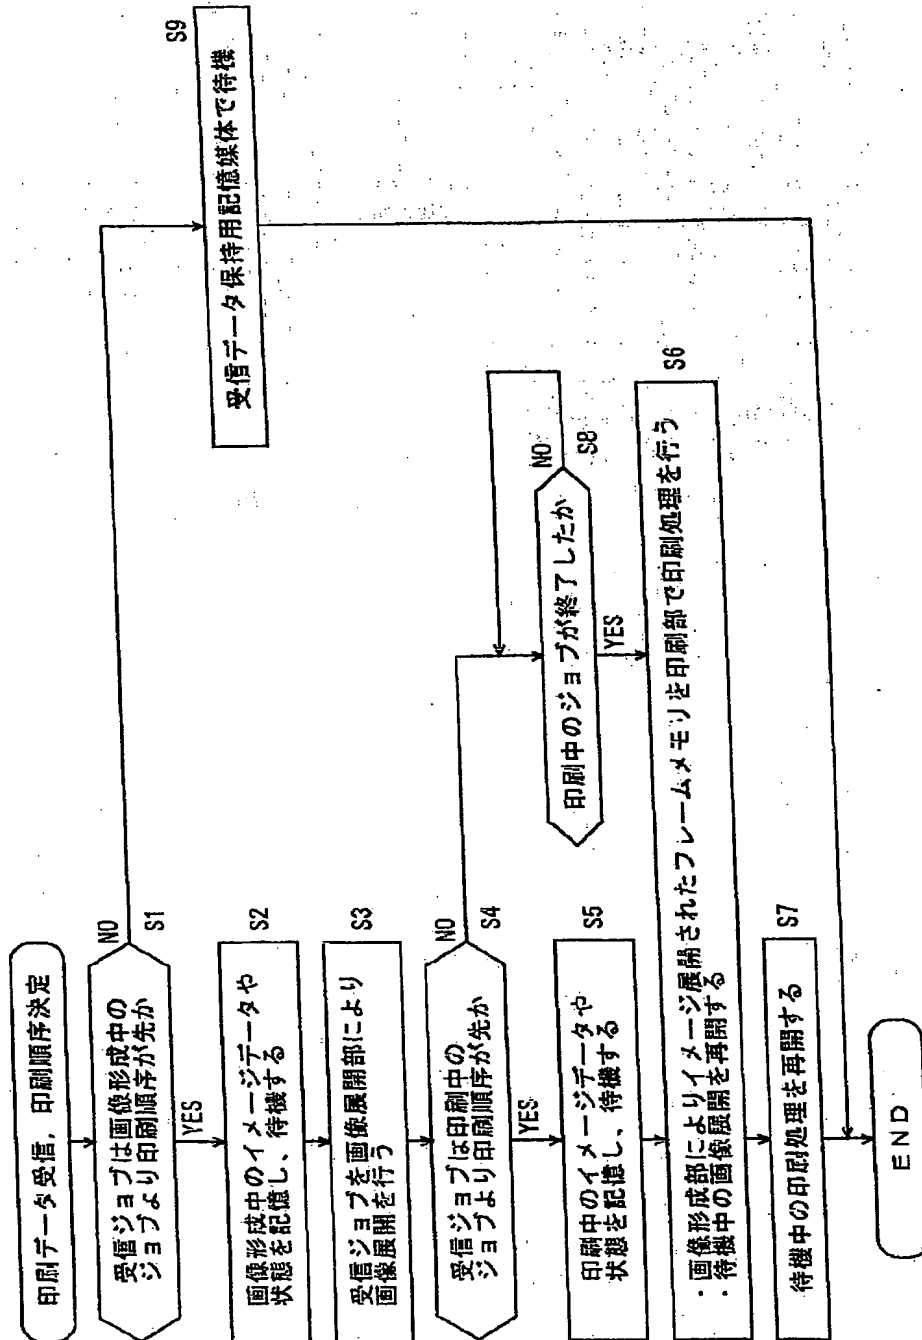 印刷データ受信，印刷順序決定
受信ジョブは画像形成中の
ジョブより印刷順序が先か
S1
NO
YES
画像形成中のイメージデータや
状態を記憶し、待機する
S2
受信ジョブを画像展開部により
画像展開を行う
S3
受信ジョブは印刷中の
ジョブより印刷順序が先か
S4
NO
YES
印刷中のイメージデータや
状態を記憶し、待機する
S5
印刷中のジョブが終了したか
S8
NO
YES
・画像形成部によりイメージ展開されたフレームメモリを印刷部で印刷処理を行う
・待機中の画像展開を再開する
S6
待機中の印刷処理を再開する
S7
受信データ保持用記憶媒体で待機
S9
END